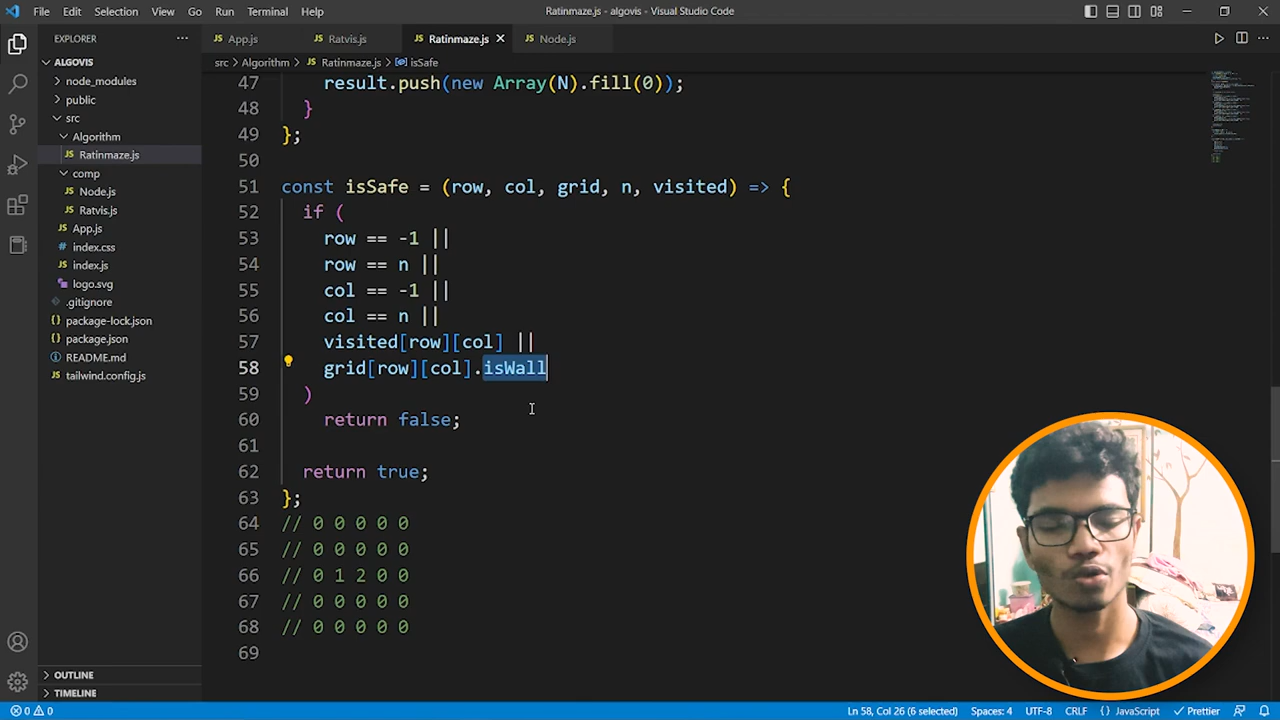 File Edit Selection View Go Run Terminal Help
Ratinmaze.js - algovis - Visual Studio Code
EXPLORER
App.js
Ratvis.js
Ratinmaze.js
Node.js
ALGOVIS
src > Algorithm > Ratinmaze.js > isSafe
node_modules
public
src
Algorithm
Ratinmaze.js
comp
Node.js
Ratvis.js
App.js
index.css
index.js
logo.svg
.gitignore
package-lock.json
package.json
README.md
tailwind.config.js
OUTLINE
TIMELINE
47 result.push(new Array(N).fill(0));
48 }
49 };
50
51 const isSafe = (row, col, grid, n, visited) => {
52 if (
53 row == -1 ||
54 row == n ||
55 col == -1 ||
56 col == n ||
57 visited[row][col] ||
58 grid[row][col].isWall
59 )
60 return false;
61
62 return true;
63 };
64 // 0 0 0 0 0
65 // 0 0 0 0 0
66 // 0 1 2 0 0
67 // 0 0 0 0 0
68 // 0 0 0 0 0
69
0 0 Ln 58, Col 26 (6 selected) Spaces: 4 UTF-8 CRLF {} JavaScript Prettier